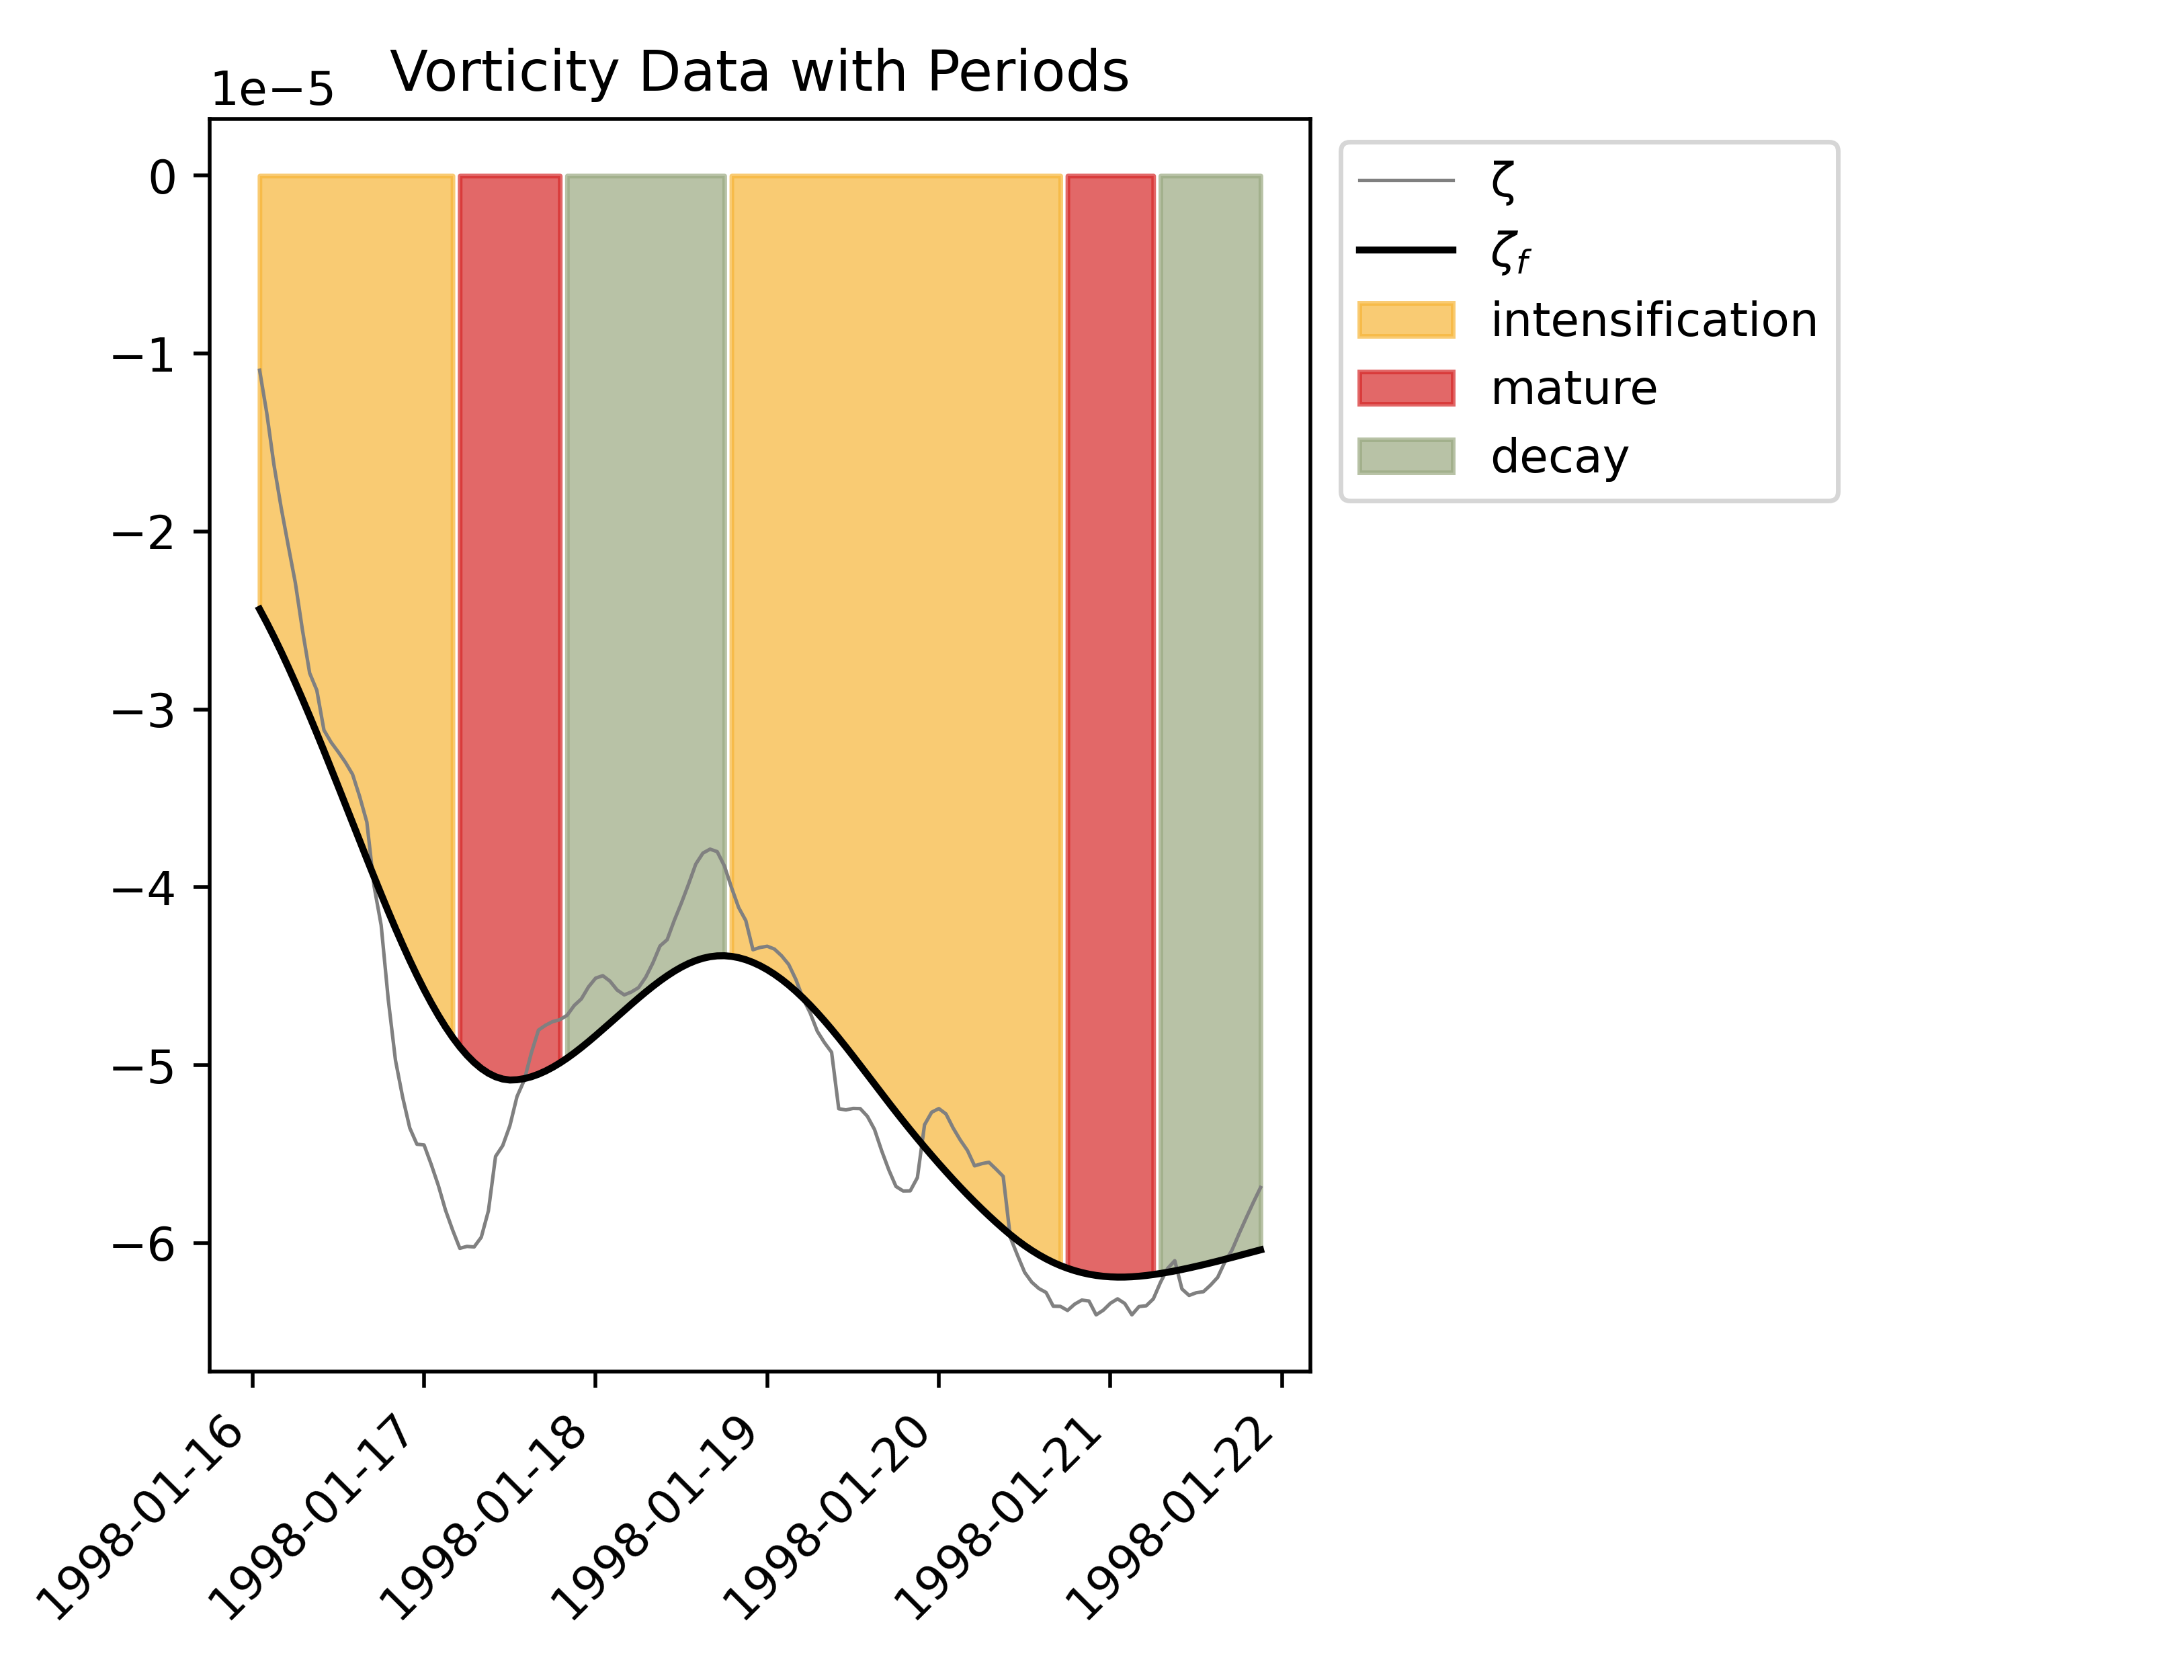 Vorticity Data with Periods
1e−5
0
−1
−2
−3
−4
−5
−6
1998-01-16
1998-01-17
1998-01-18
1998-01-19
1998-01-20
1998-01-21
1998-01-22
ζ
ζf
intensification
mature
decay